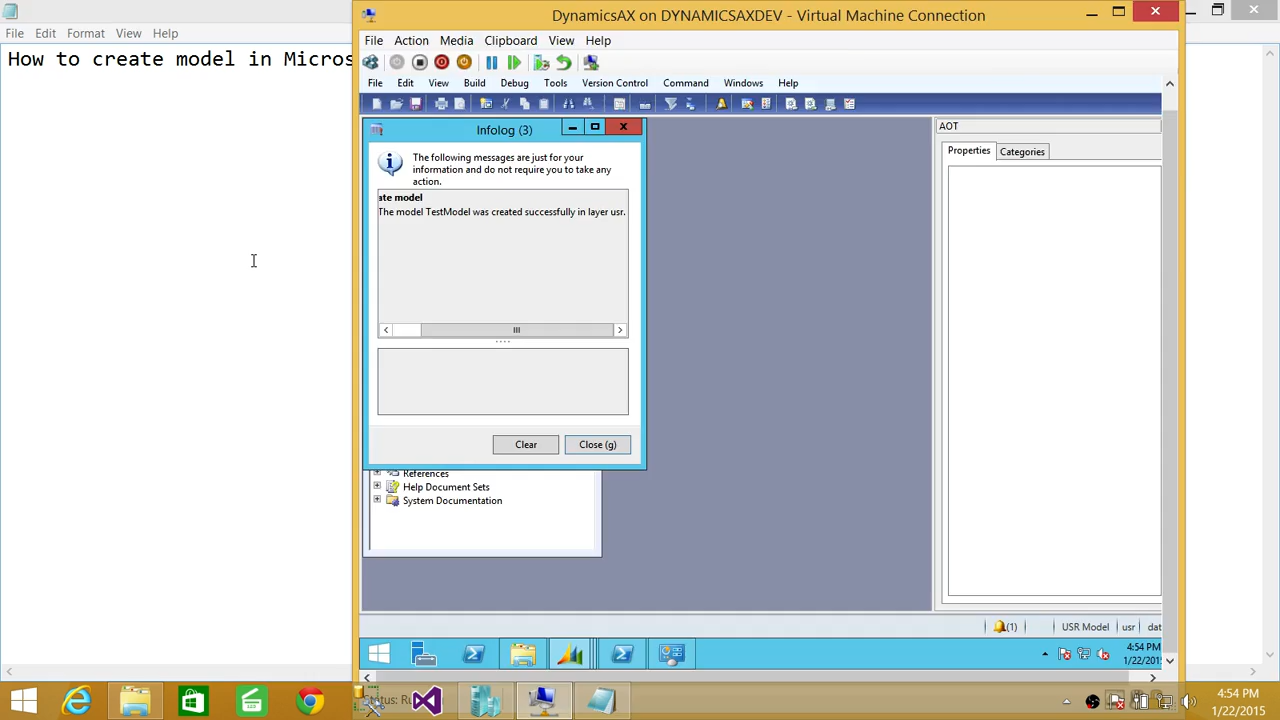 DynamicsAX on DYNAMICSAXDEV - Virtual Machine Connection
File Edit Format View Help
File Action Media Clipboard View Help
How to create model in Micros
File Edit View Build Debug Tools Version Control Command Windows Help
Infolog (3)
AOT
Properties Categories
The following messages are just for your
information and do not require you to take any
action.
ate model
The model TestModel was created successfully in layer usr.
Clear Close (g)
References
Help Document Sets
System Documentation
(1) USR Model usr dat
4:54 PM
1/22/2015
Status: Ru
4:54 PM
1/22/2015